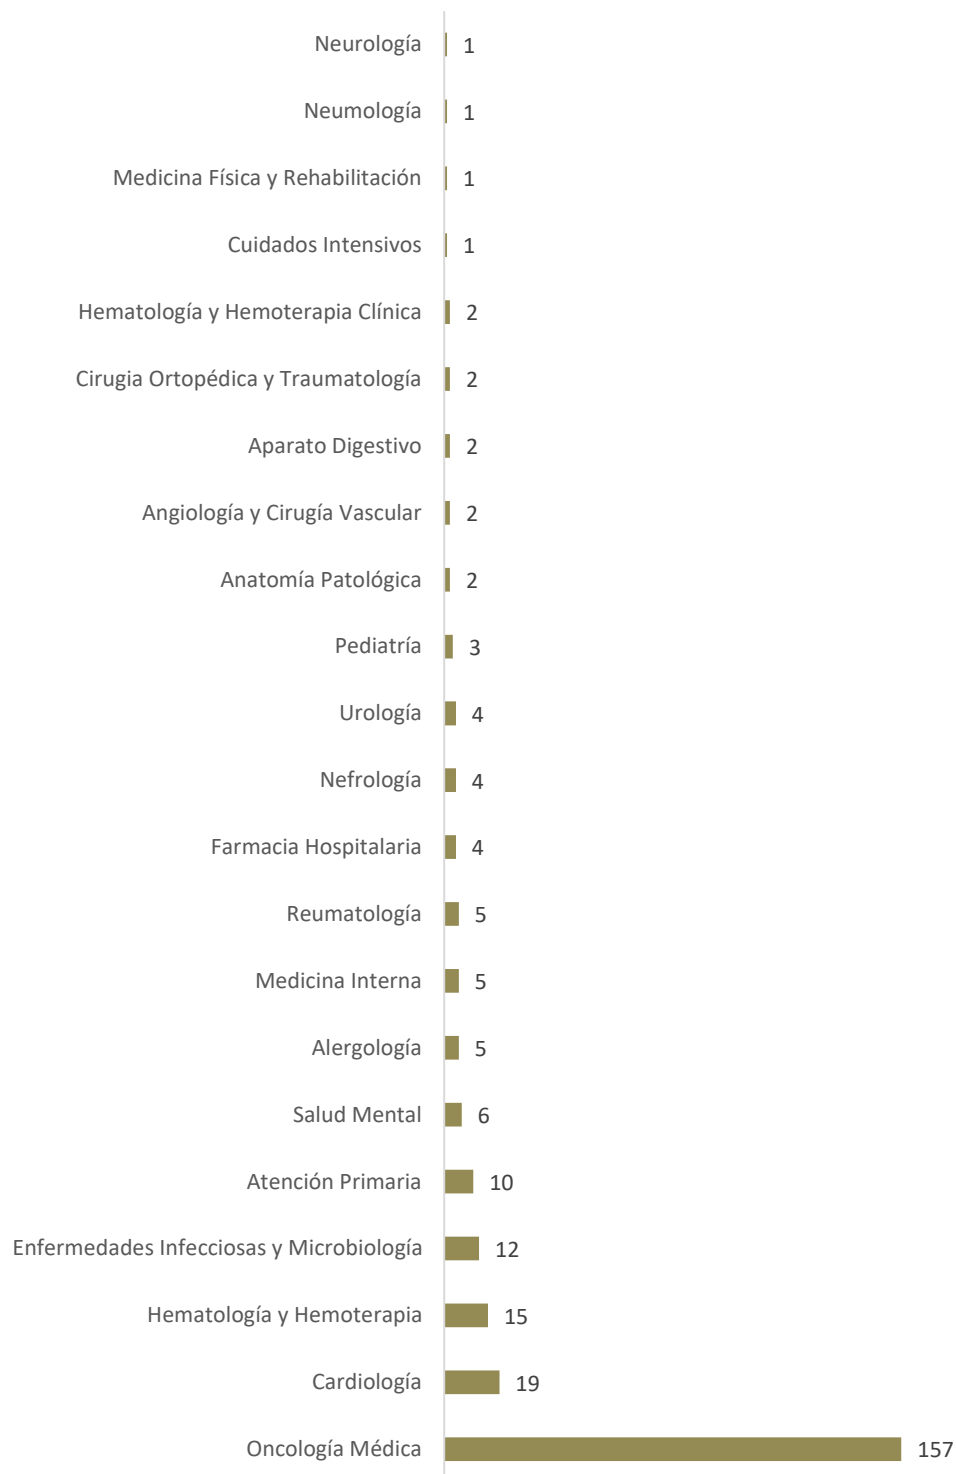 Neurología 1
Neumología 1
Medicina Física y Rehabilitación 1
Cuidados Intensivos 1
Hematología y Hemoterapia Clínica 2
Cirugia Ortopédica y Traumatología 2
Aparato Digestivo 2
Angiología y Cirugía Vascular 2
Anatomía Patológica 2
Pediatría 3
Urología 4
Nefrología 4
Farmacia Hospitalaria 4
Reumatología 5
Medicina Interna 5
Alergología 5
Salud Mental 6
Atención Primaria 10
Enfermedades Infecciosas y Microbiología 12
Hematología y Hemoterapia 15
Cardiología 19
Oncología Médica 157